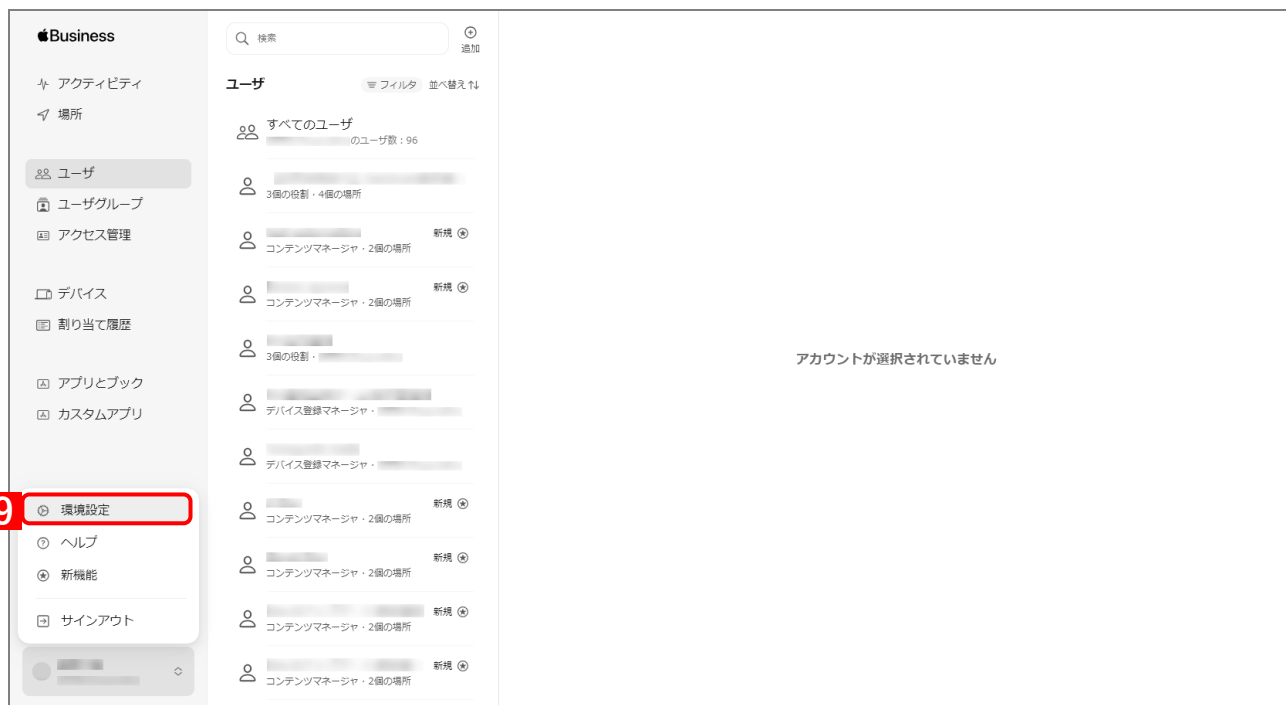 Business
アクティビティ
場所
ユーザ
ユーザグループ
アクセス管理
デバイス
割り当て履歴
アプリとブック
カスタムアプリ
9
環境設定
ヘルプ
新機能
サインアウト
検索
追加
ユーザ
フィルタ 並べ替え
すべてのユーザ
のユーザ数：96
3個の役割・4個の場所
新規
コンテンツマネージャ・2個の場所
新規
コンテンツマネージャ・2個の場所
3個の役割・
デバイス登録マネージャ・
デバイス登録マネージャ・
新規
コンテンツマネージャ・2個の場所
新規
コンテンツマネージャ・2個の場所
新規
コンテンツマネージャ・2個の場所
新規
コンテンツマネージャ・2個の場所
アカウントが選択されていません